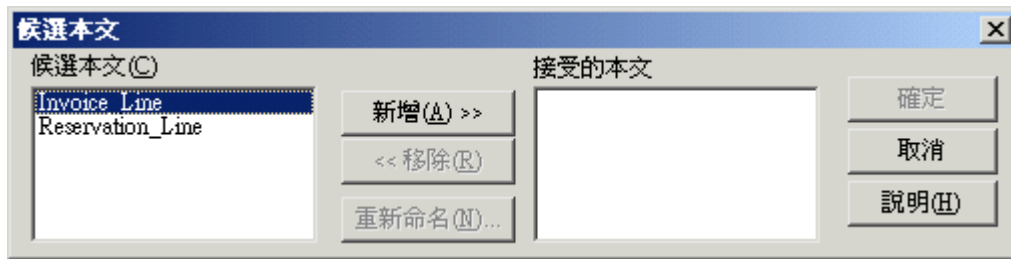 候選本文
候選本文(C)
Invoice_Line
Reservation_Line
新增(A) >>
<< 移除(R)
重新命名(N)...
接受的本文
確定
取消
說明(H)